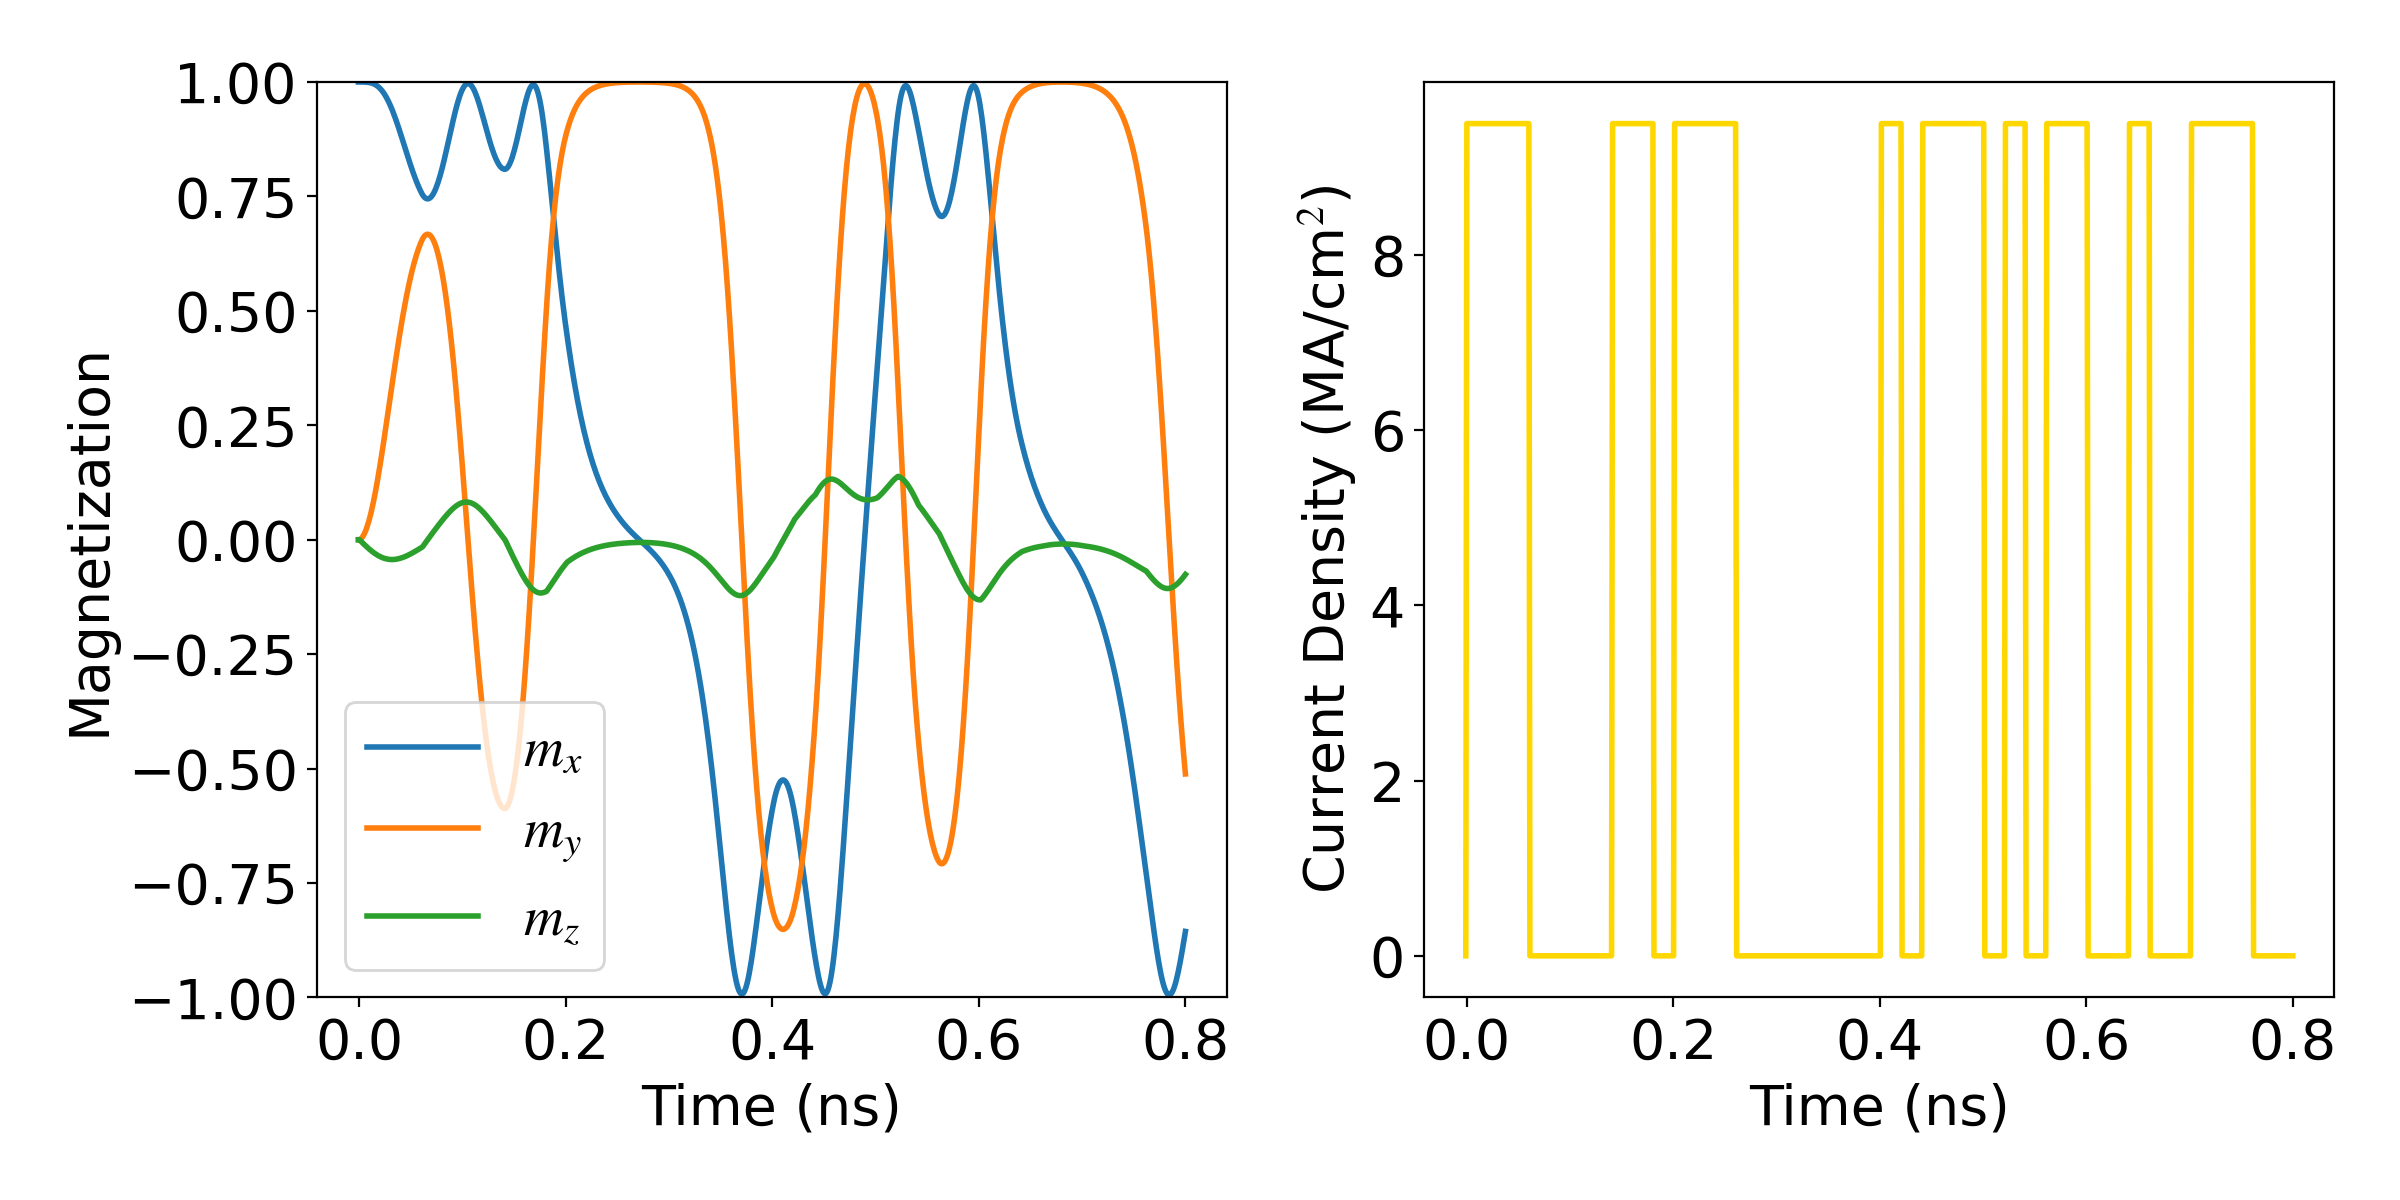 Magnetization
1.00
0.75
0.50
0.25
0.00
−0.25
−0.50
−0.75
−1.00
mₓ
m_y
m_z
0.0 0.2 0.4 0.6 0.8
Time (ns)
Current Density (MA/cm²)
8
6
4
2
0
0.0 0.2 0.4 0.6 0.8
Time (ns)